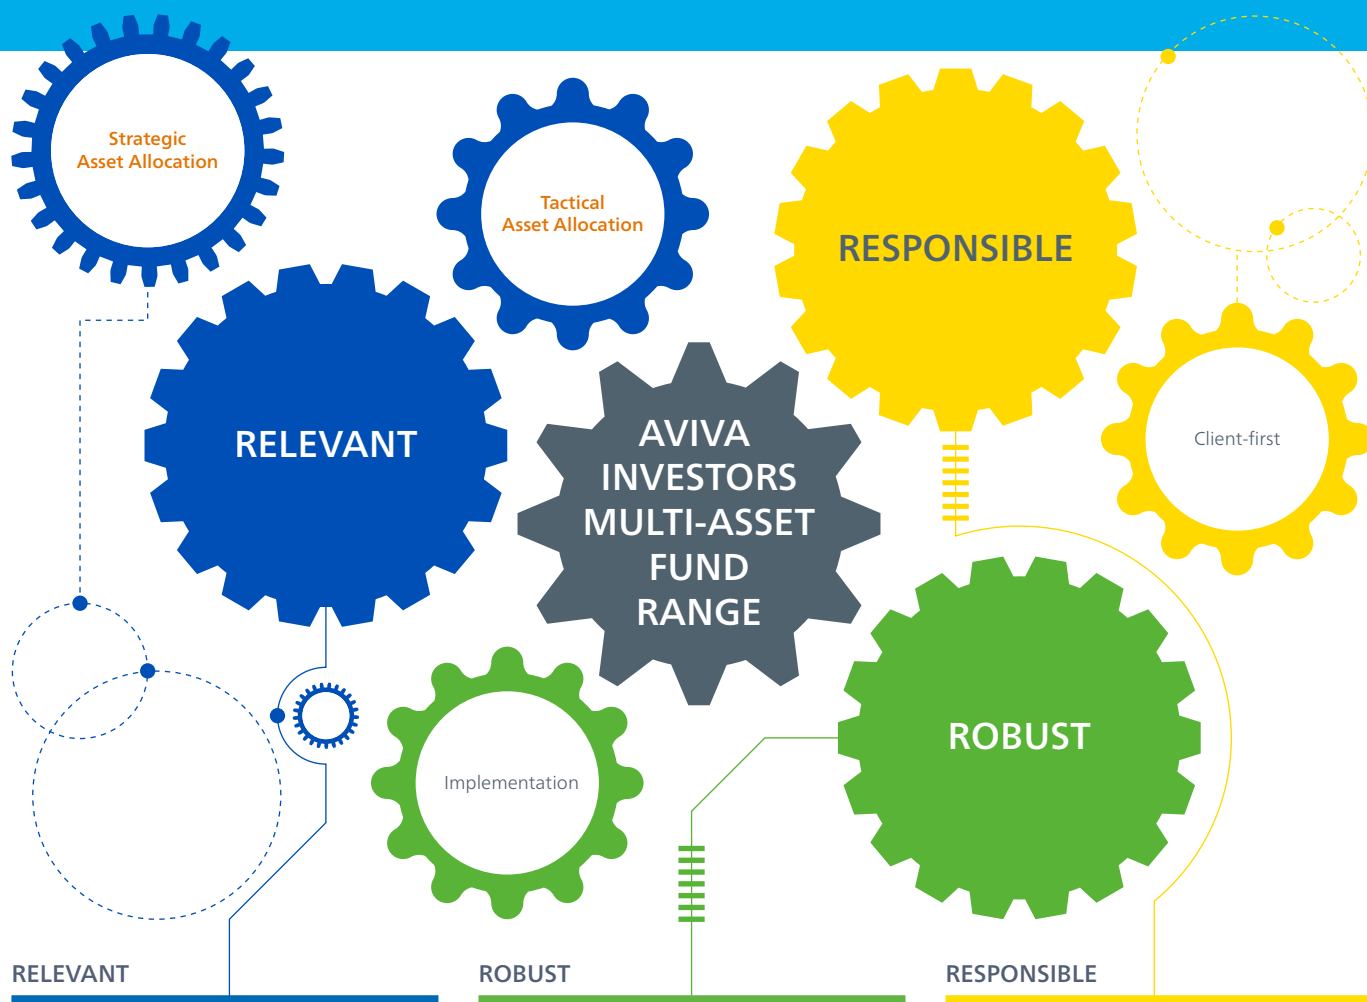 Strategic
Asset Allocation
Tactical
Asset Allocation
RESPONSIBLE
RELEVANT
AVIVA
INVESTORS
MULTI-ASSET
FUND
RANGE
Client-first
Implementation
ROBUST
RELEVANT
ROBUST
RESPONSIBLE